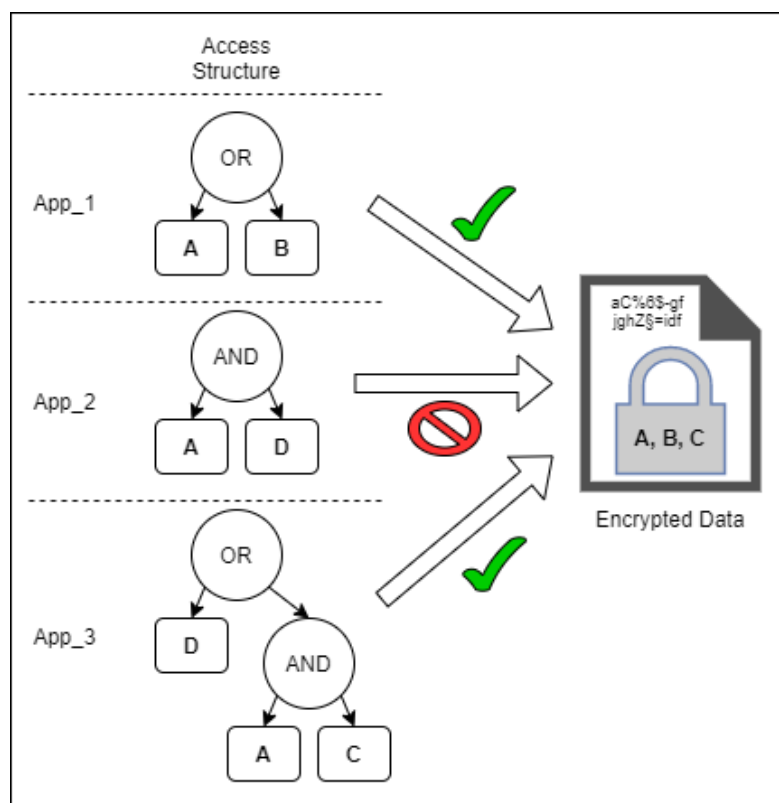 Access
Structure
App_1
OR
A
B
App_2
AND
A
D
App_3
OR
D
AND
A
C
aC%6$-gf
jghZ§=idf
A, B, C
Encrypted Data